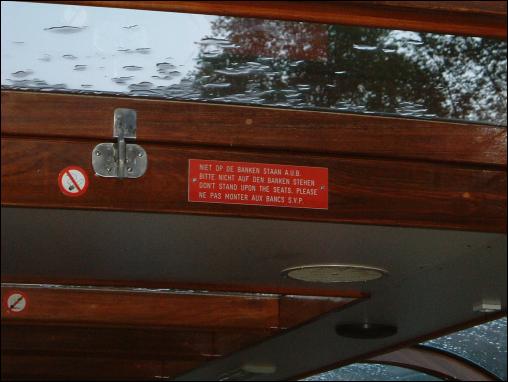 NIET OP DE BANKEN STAAN A.U.B.
BITTE NICHT AUF DEN BANKEN STEHEN
DON'T STAND UPON THE SEATS. PLEASE
NE PAS MONTER AUX BANCS S.V.P.